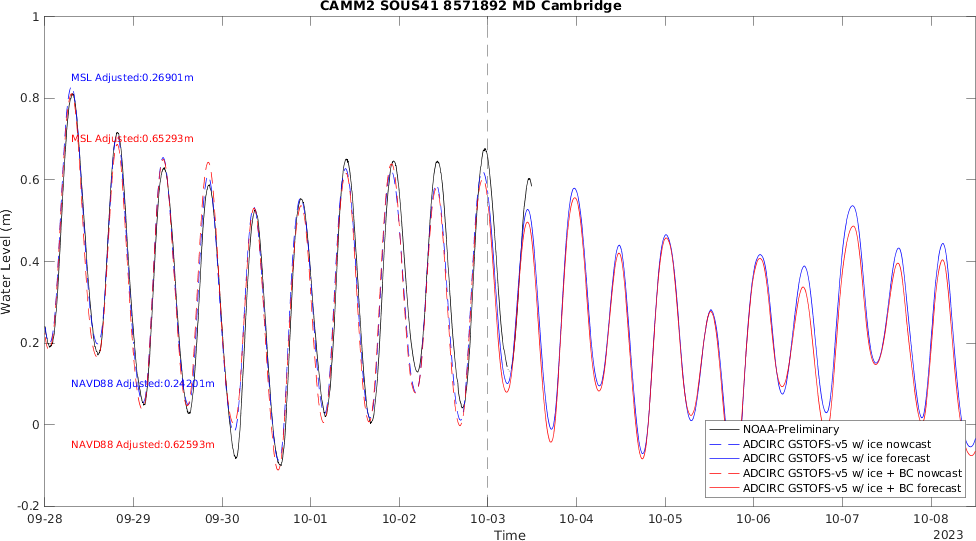 CAMM2 SOUS41 8571892 MD Cambridge
1
0.8
0.6
0.4
0.2
0
-0.2
Water Level (m)
MSL Adjusted:0.26901m
MSL Adjusted:0.65293m
NAVD88 Adjusted:0.24201m
NAVD88 Adjusted:0.62593m
NOAA-Preliminary
ADCIRC GSTOFS-v5 w/ ice nowcast
ADCIRC GSTOFS-v5 w/ ice forecast
ADCIRC GSTOFS-v5 w/ ice + BC nowcast
ADCIRC GSTOFS-v5 w/ ice + BC forecast
09-28 09-29 09-30 10-01 10-02 10-03 10-04 10-05 10-06 10-07 10-08
Time
2023